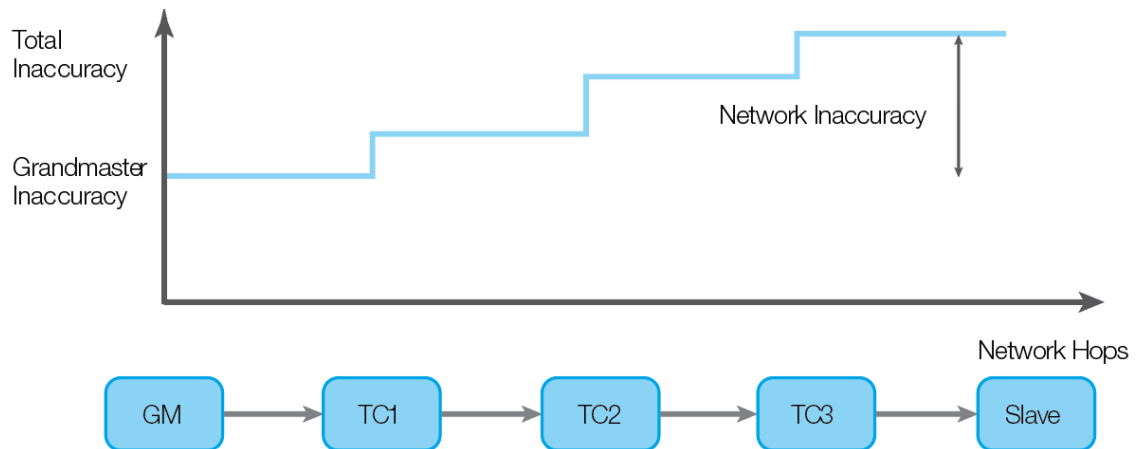 Total
Inaccuracy
Network Inaccuracy
Grandmaster
Inaccuracy
Network Hops
GM
TC1
TC2
TC3
Slave